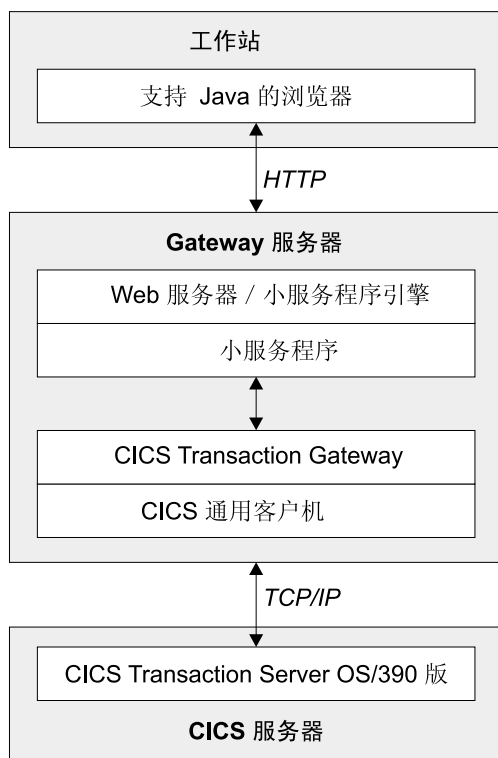 工作站
支持 Java 的浏览器
HTTP
Gateway 服务器
Web 服务器 / 小服务程序引擎
小服务程序
CICS Transaction Gateway
CICS 通用客户机
TCP/IP
CICS Transaction Server OS/390 版
CICS 服务器